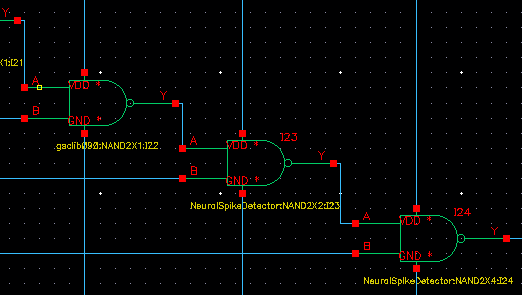 Y
X1:I21
A
VDD *
Y
B
GND *
gsclib090:NAND2X1:I22
I23
A
VDD *
Y
B
GND *
NeuralSpikeDetector:NAND2X2:I23
I24
A
VDD *
Y
B
GND *
NeuralSpikeDetector:NAND2X4:I24